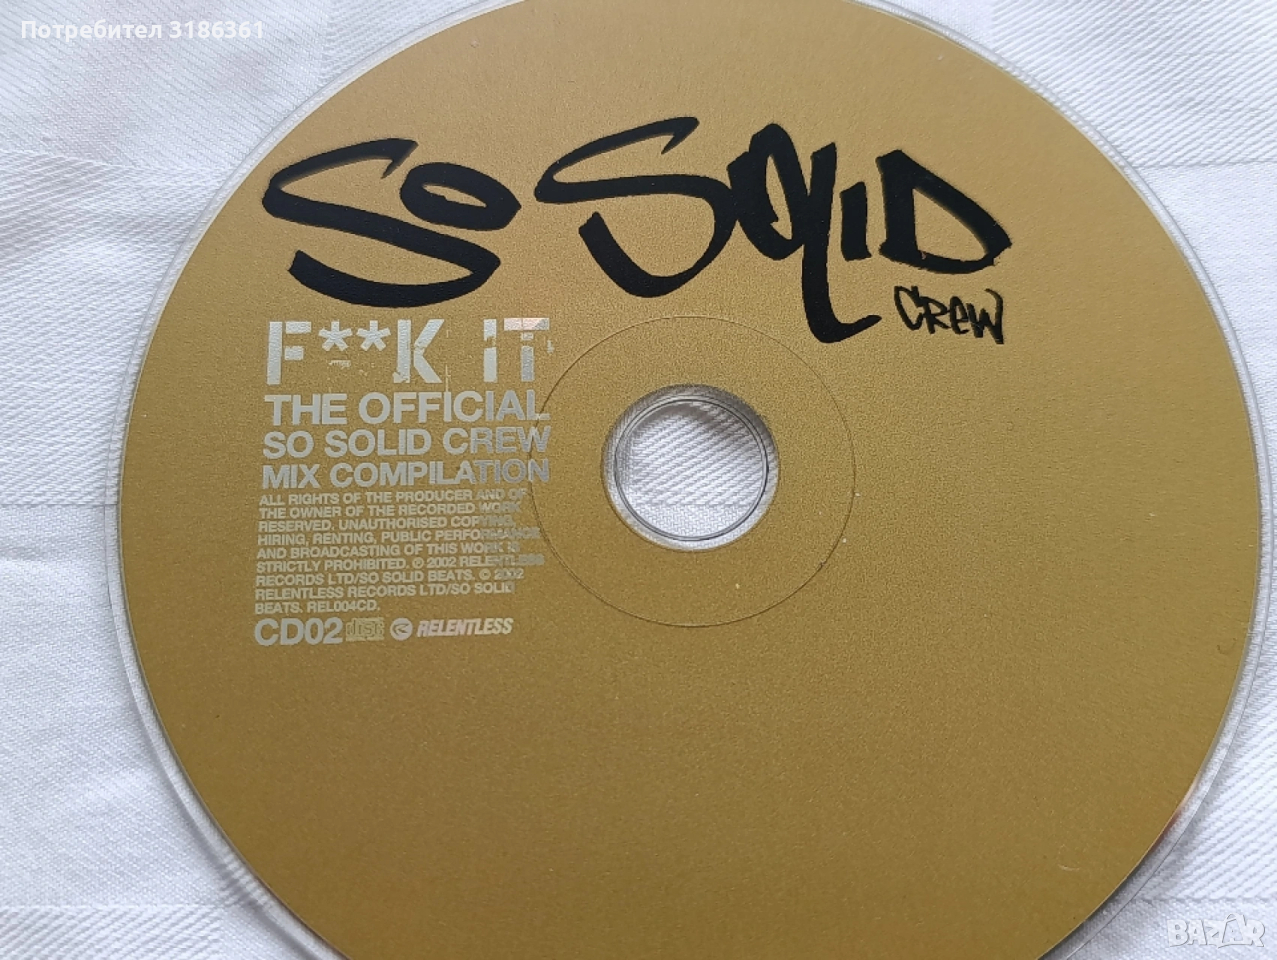 Потребител 3186361
SO SOLID
CREW
F**K IT
THE OFFICIAL
SO SOLID CREW
MIX COMPILATION
ALL RIGHTS OF THE PRODUCER AND OF
THE OWNER OF THE RECORDED WORK
RESERVED. UNAUTHORISED COPYING,
HIRING, RENTING, PUBLIC PERFORMANCE
AND BROADCASTING OF THIS WORK IS
STRICTLY PROHIBITED. ℗ 2002 RELENTLESS
RECORDS LTD/SO SOLID BEATS. © 2002
RELENTLESS RECORDS LTD/SO SOLID
BEATS. REL004CD.
CD02 disc RELENTLESS
BAZAR